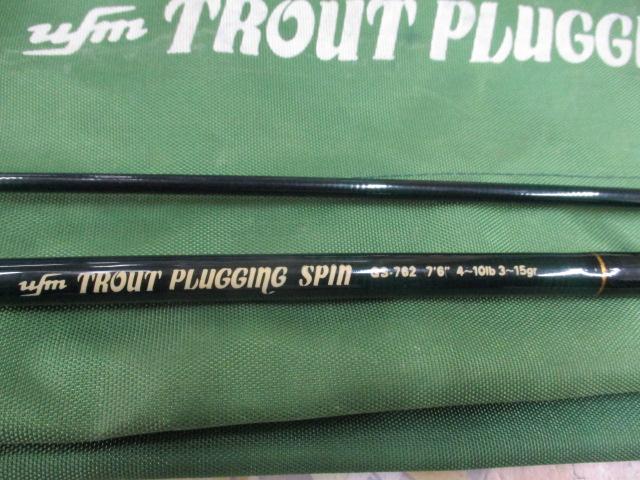 ufm TROUT PLUGGI
ufm TROUT PLUGGING SPIN GS-762 7'6" 4~10lb 3~15gr